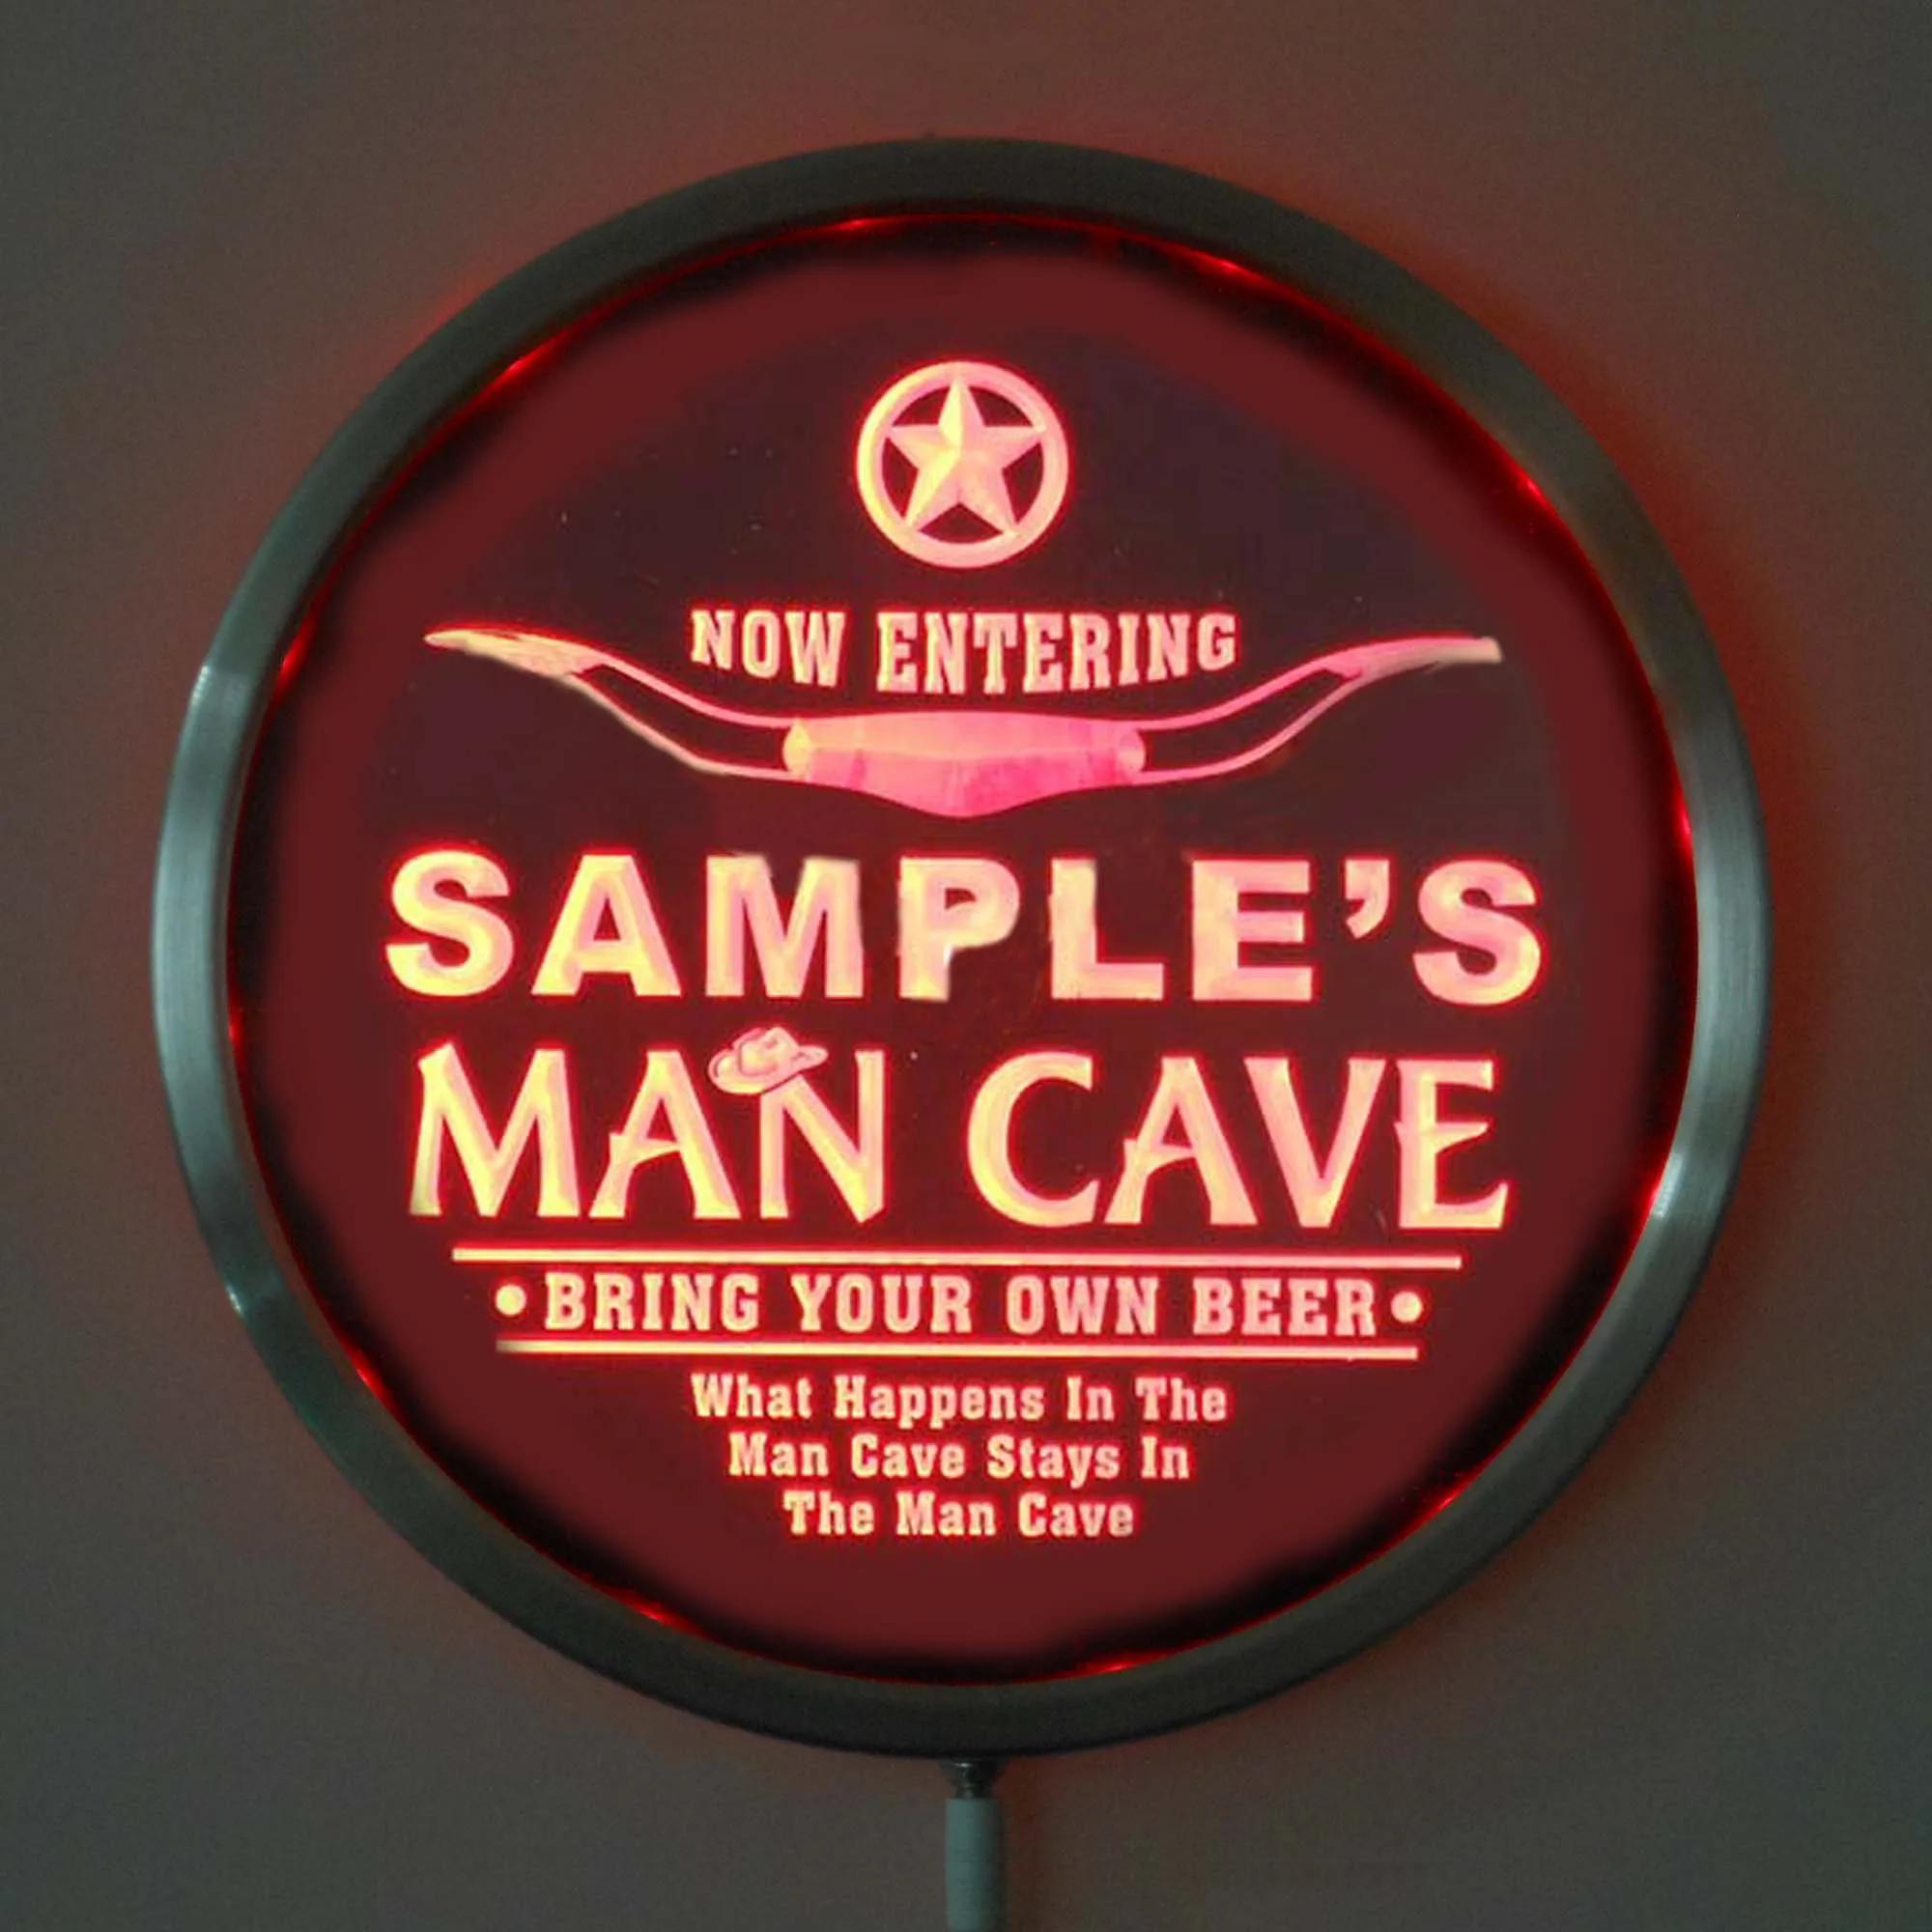 NOW ENTERING
SAMPLE'S
MAN CAVE
• BRING YOUR OWN BEER •
What Happens In The
Man Cave Stays In
The Man Cave